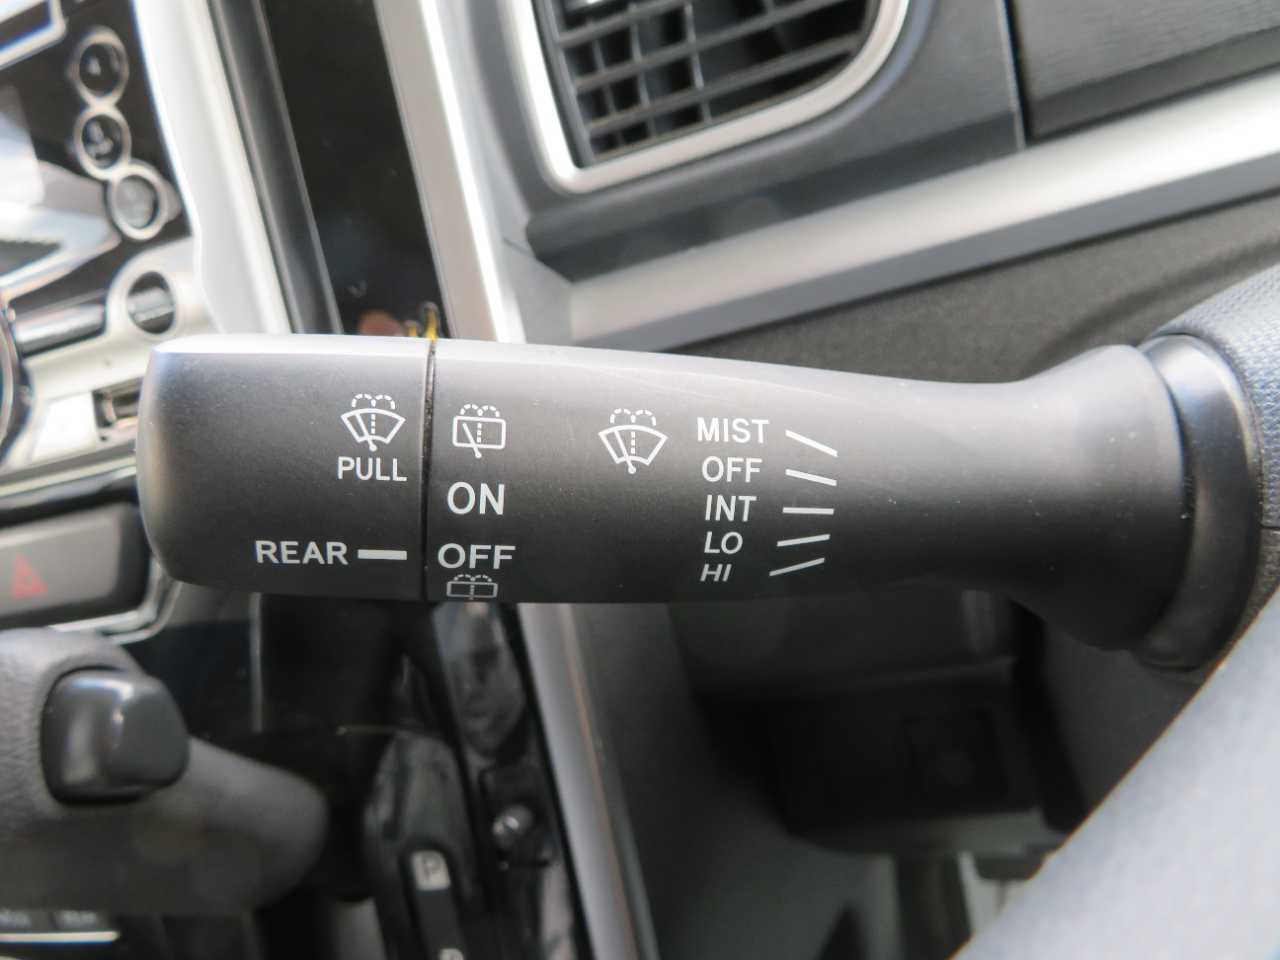 PULL
REAR
ON
OFF
MIST
OFF
INT
LO
HI
P